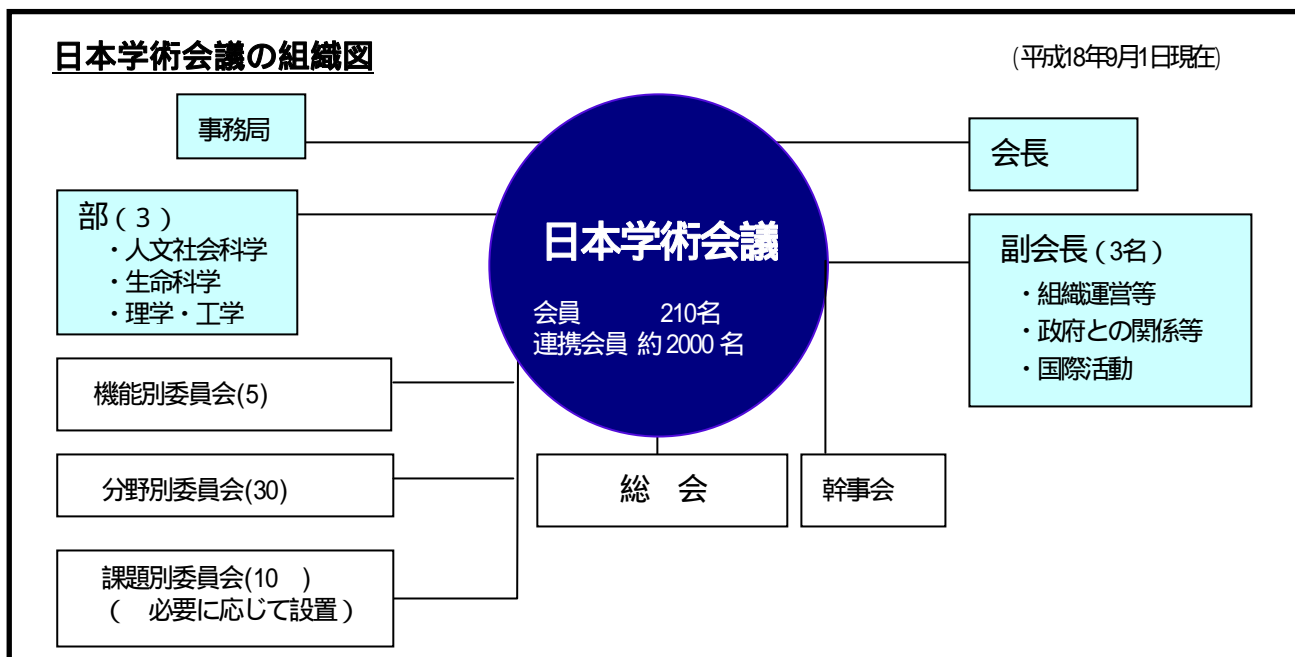 日本学術会議の組織図
(平成18年9月1日現在)
事務局
会長
部(3)
・人文社会科学
・生命科学
・理学・工学
日本学術会議
会員 210名
連携会員 約2000名
副会長(3名)
・組織運営等
・政府との関係等
・国際活動
機能別委員会(5)
分野別委員会(30)
課題別委員会(10 )
( 必要に応じて設置)
総 会
幹事会